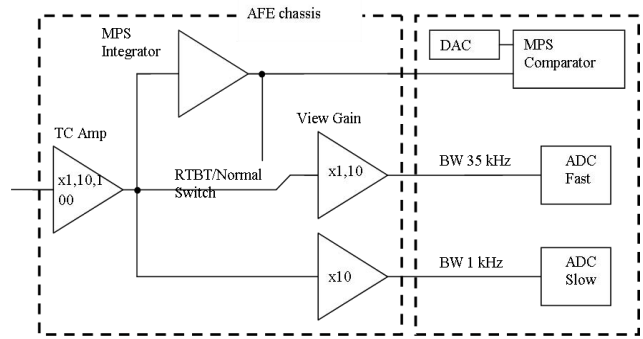 AFE chassis
MPS
Integrator
DAC
MPS
Comparator
TC Amp
View Gain
x1,10,1
00
RTBT/Normal
Switch
x1,10
BW 35 kHz
ADC
Fast
x10
BW 1 kHz
ADC
Slow